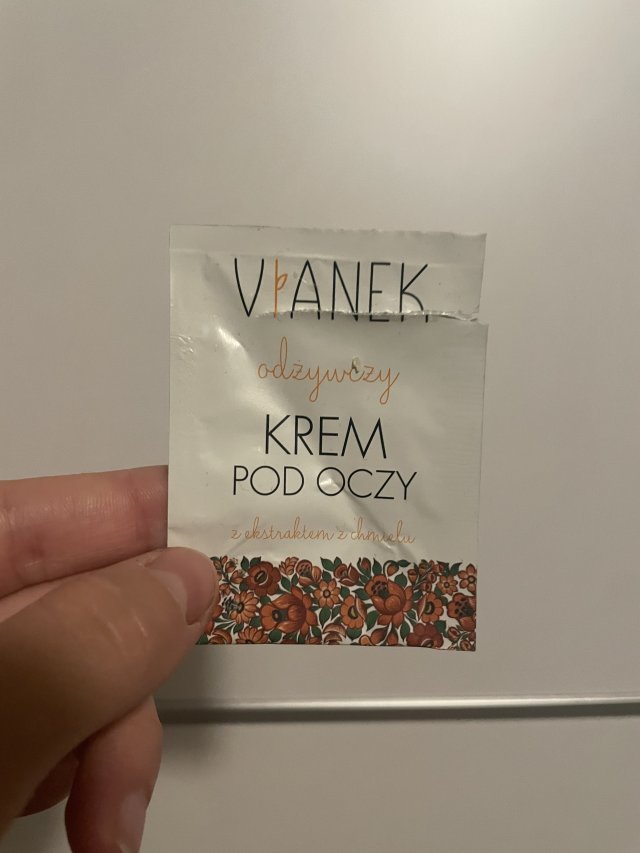 VIANEK
odżywczy
KREM
POD OCZY
z ekstraktem z chmielu